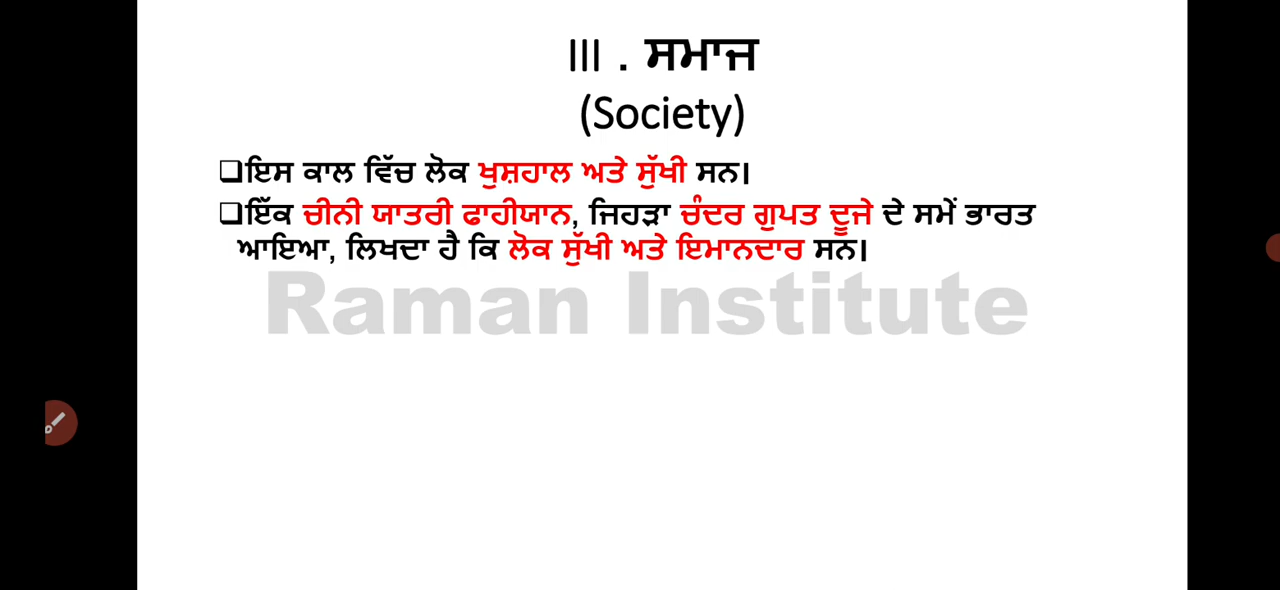 III . ਸਮਾਜ
(Society)
❑ਇਸ ਕਾਲ ਵਿੱਚ ਲੋਕ ਖੁਸ਼ਹਾਲ ਅਤੇ ਸੁੱਖੀ ਸਨ।
❑ਇੱਕ ਚੀਨੀ ਯਾਤਰੀ ਫਾਹੀਯਾਨ, ਜਿਹੜਾ ਚੰਦਰ ਗੁਪਤ ਦੂਜੇ ਦੇ ਸਮੇਂ ਭਾਰਤ
ਆਇਆ, ਲਿਖਦਾ ਹੈ ਕਿ ਲੋਕ ਸੁੱਖੀ ਅਤੇ ਇਮਾਨਦਾਰ ਸਨ।
Raman Institute